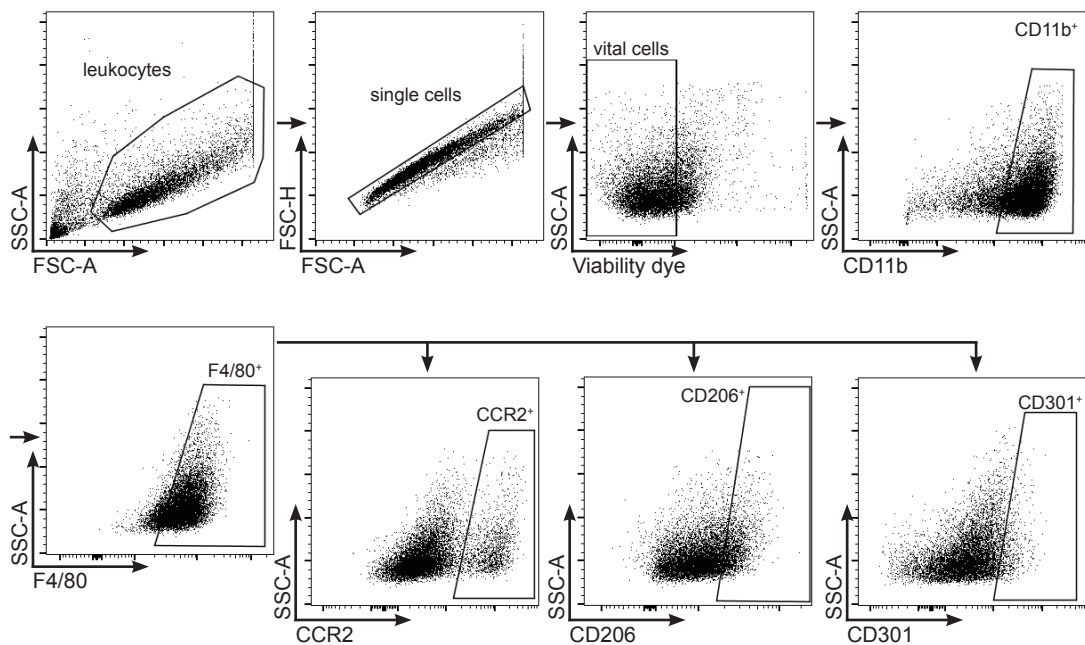 leukocytes
SSC-A
FSC-A
single cells
FSC-H
FSC-A
vital cells
SSC-A
Viability dye
CD11b⁺
SSC-A
CD11b
F4/80⁺
SSC-A
F4/80
CCR2⁺
SSC-A
CCR2
CD206⁺
SSC-A
CD206
CD301⁺
SSC-A
CD301